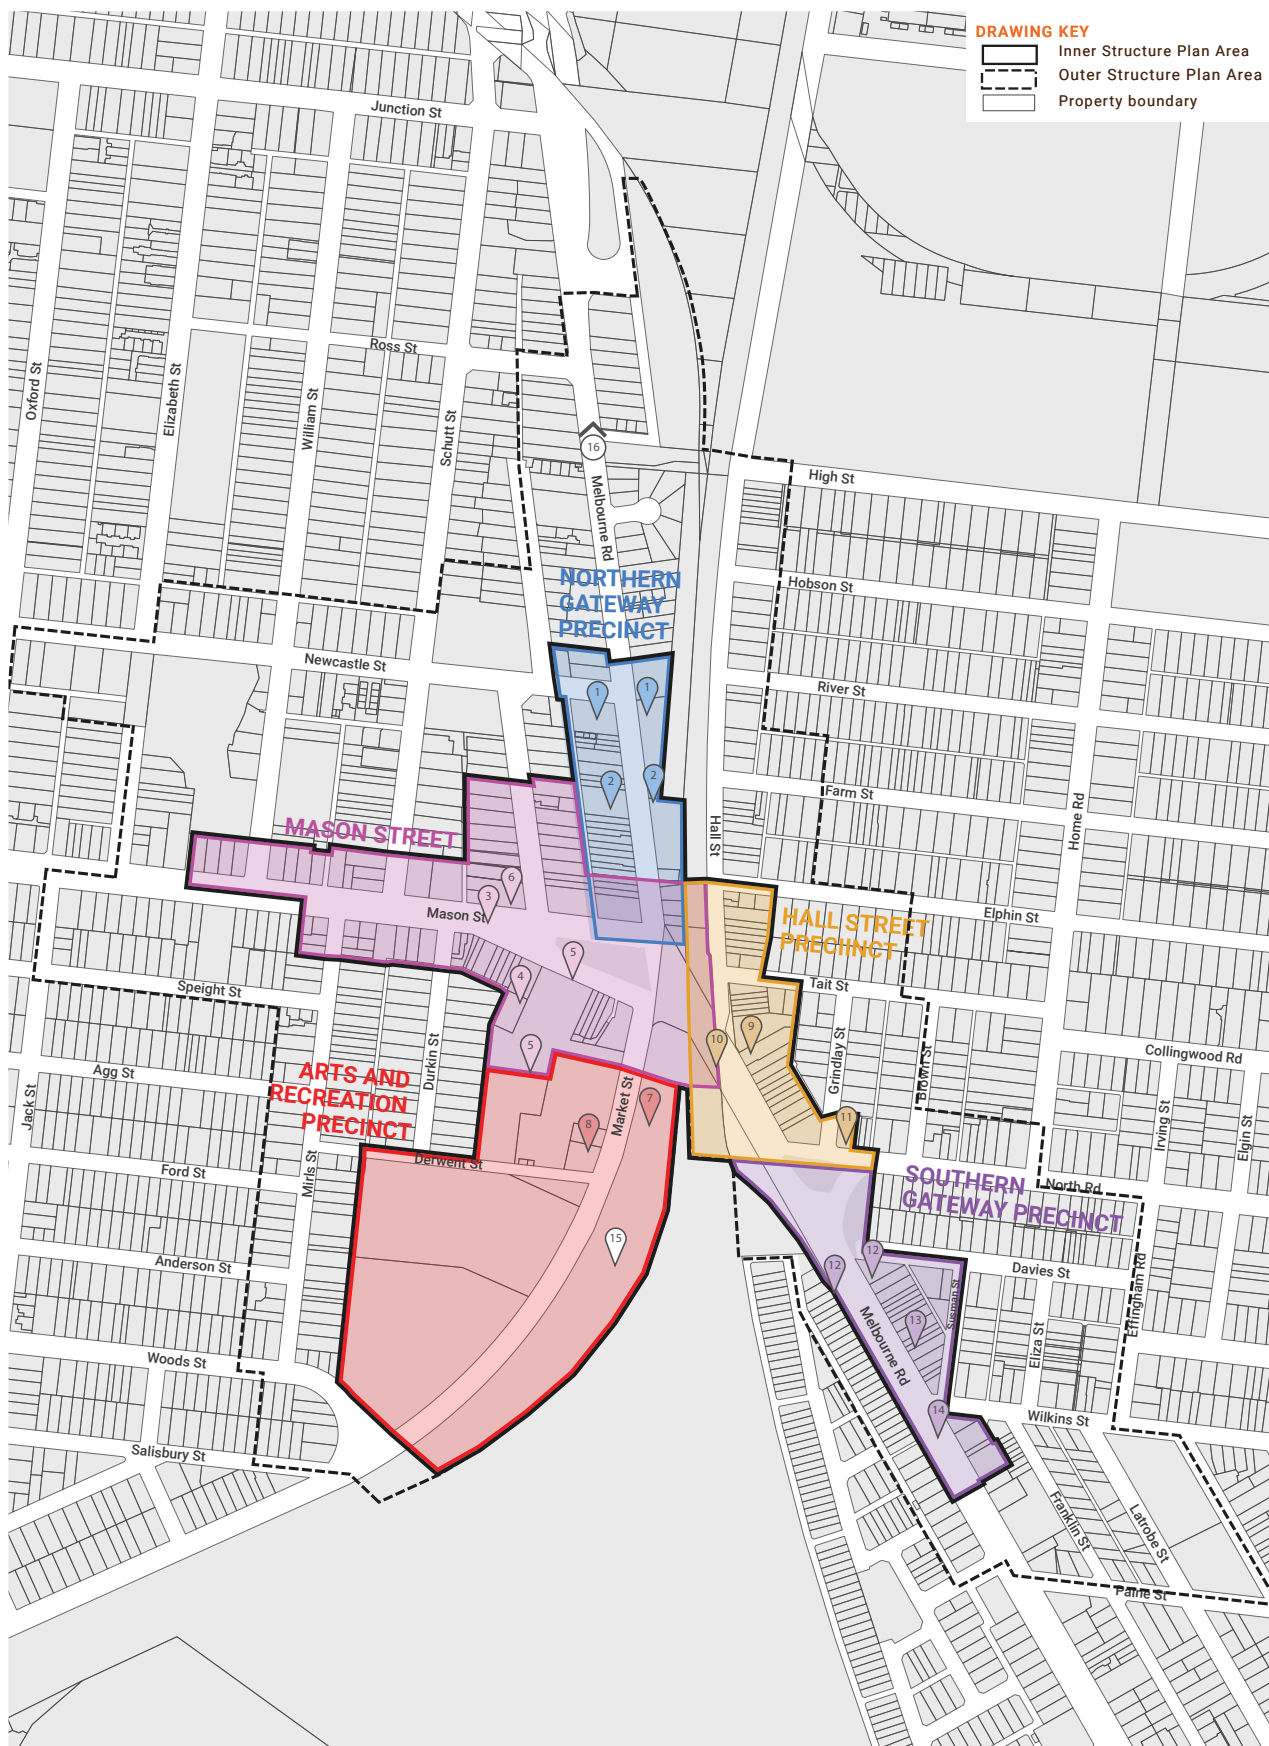 DRAWING KEY
Inner Structure Plan Area
Outer Structure Plan Area
Property boundary
Junction St
Ross St
Oxford St
Elizabeth St
William St
Schutt St
16
Melbourne Rd
High St
Hobson St
NORTHERN
GATEWAY
PRECINCT
Newcastle St
River St
1
1
2
2
Farm St
Home Rd
Hall St
MASON STREET
3
6
Mason St
HALL STREET
PRECIINCT
Elphin St
5
4
5
Speight St
Tait St
9
10
Grindlay St
Brown St
Collingwood Rd
Durkin St
ARTS AND
RECREATION
PRECINCT
Agg St
Jack St
Market St
7
8
11
Irving St
Elgin St
Derwent St
Ford St
Mirls St
SOUTHERN
GATEWAY PRECINCT
North Rd
15
12
12
Anderson St
Davies St
Susman St
Effingham Rd
13
Melbourne Rd
Eliza St
Woods St
14
Wilkins St
Salisbury St
Franklin St
Latrobe St
Paine St